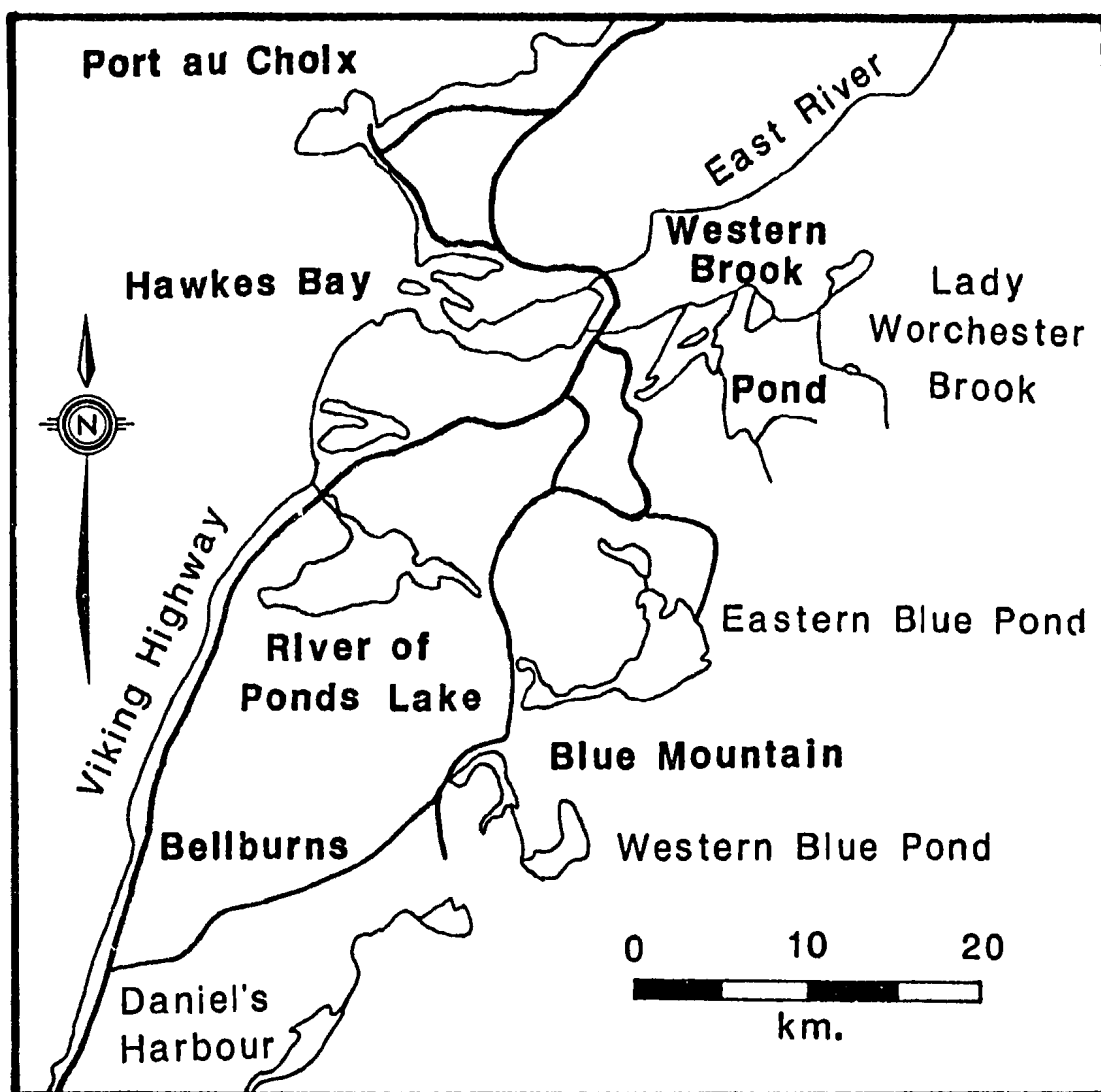 Port au Choix
East River
Western
Brook
Hawkes Bay
Lady
Worchester
Brook
Pond
N
Viking Highway
Eastern Blue Pond
River of
Ponds Lake
Blue Mountain
Bellburns
Western Blue Pond
0 10 20
km.
Daniel's
Harbour